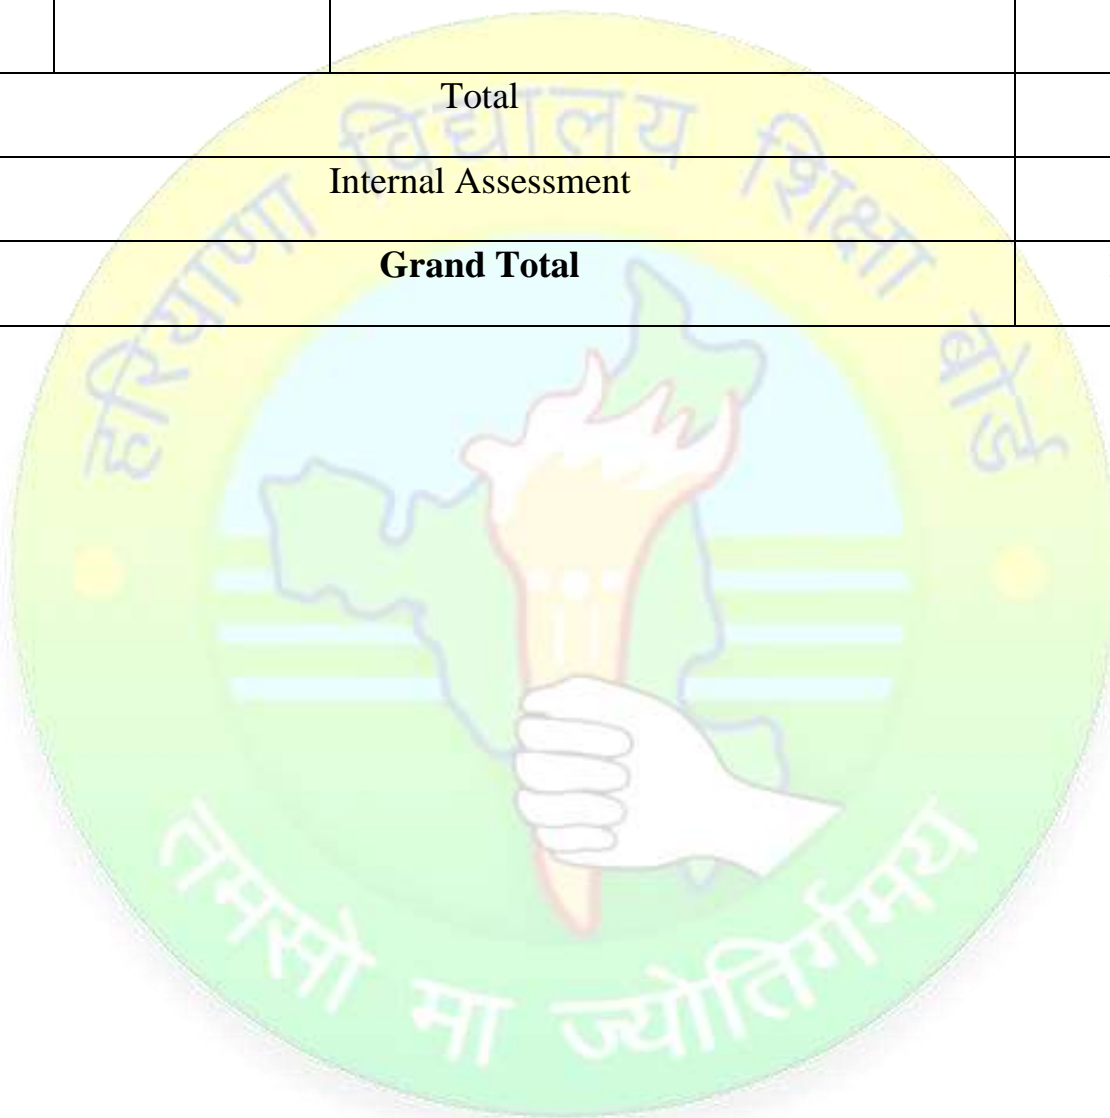 Total
Internal Assessment
Grand Total
हरियाणा विद्यालय शिक्षा बोर्ड
तमसो मा ज्योतिर्गमय